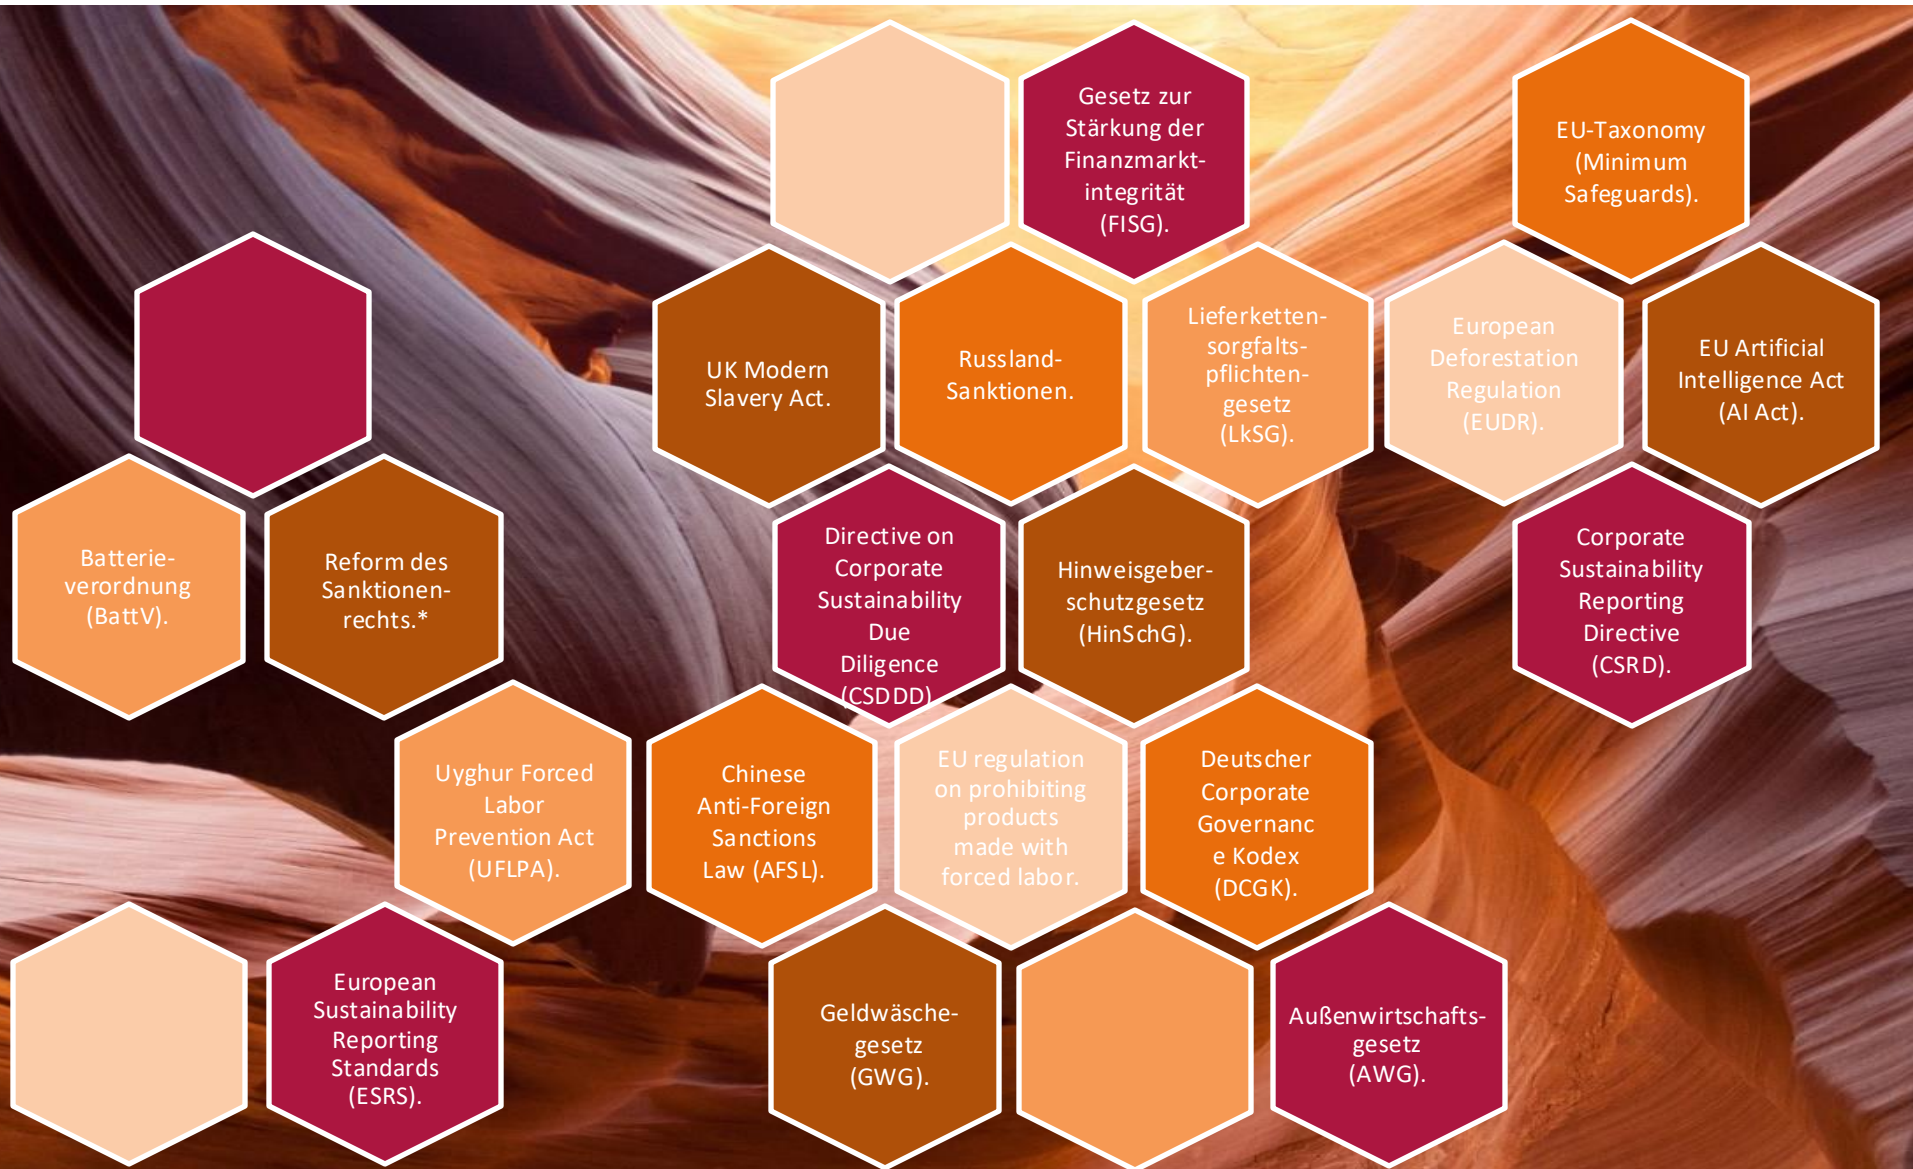 Gesetz zur
Stärkung der
Finanzmarkt-
integrität
(FISG).
EU-Taxonomy
(Minimum
Safeguards).
UK Modern
Slavery Act.
Russland-
Sanktionen.
Lieferketten-
sorgfalts-
pflichten-
gesetz
(LkSG).
European
Deforestation
Regulation
(EUDR).
EU Artificial
Intelligence Act
(AI Act).
Batterie-
verordnung
(BattV).
Reform des
Sanktionen-
rechts.*
Directive on
Corporate
Sustainability
Due
Diligence
(CSDDD)
Hinweisgeber-
schutzgesetz
(HinSchG).
Corporate
Sustainability
Reporting
Directive
(CSRD).
Uyghur Forced
Labor
Prevention Act
(UFLPA).
Chinese
Anti-Foreign
Sanctions
Law (AFSL).
EU regulation
on prohibiting
products
made with
forced labor.
Deutscher
Corporate
Governanc
e Kodex
(DCGK).
European
Sustainability
Reporting
Standards
(ESRS).
Geldwäsche-
gesetz
(GWG).
Außenwirtschafts-
gesetz
(AWG).